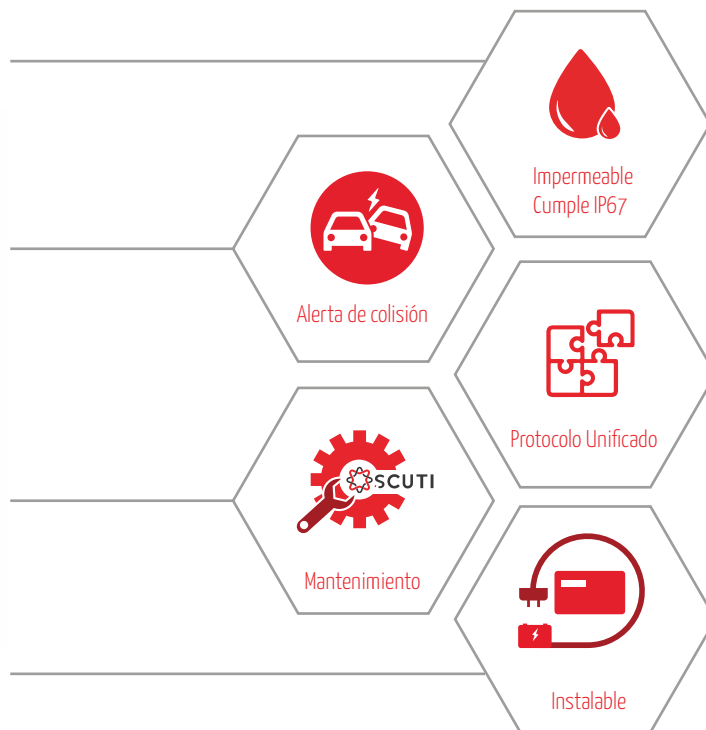 Impermeable
Cumple IP67
Alerta de colisión
Protocolo Unificado
SCUTI
Mantenimiento
Instalable